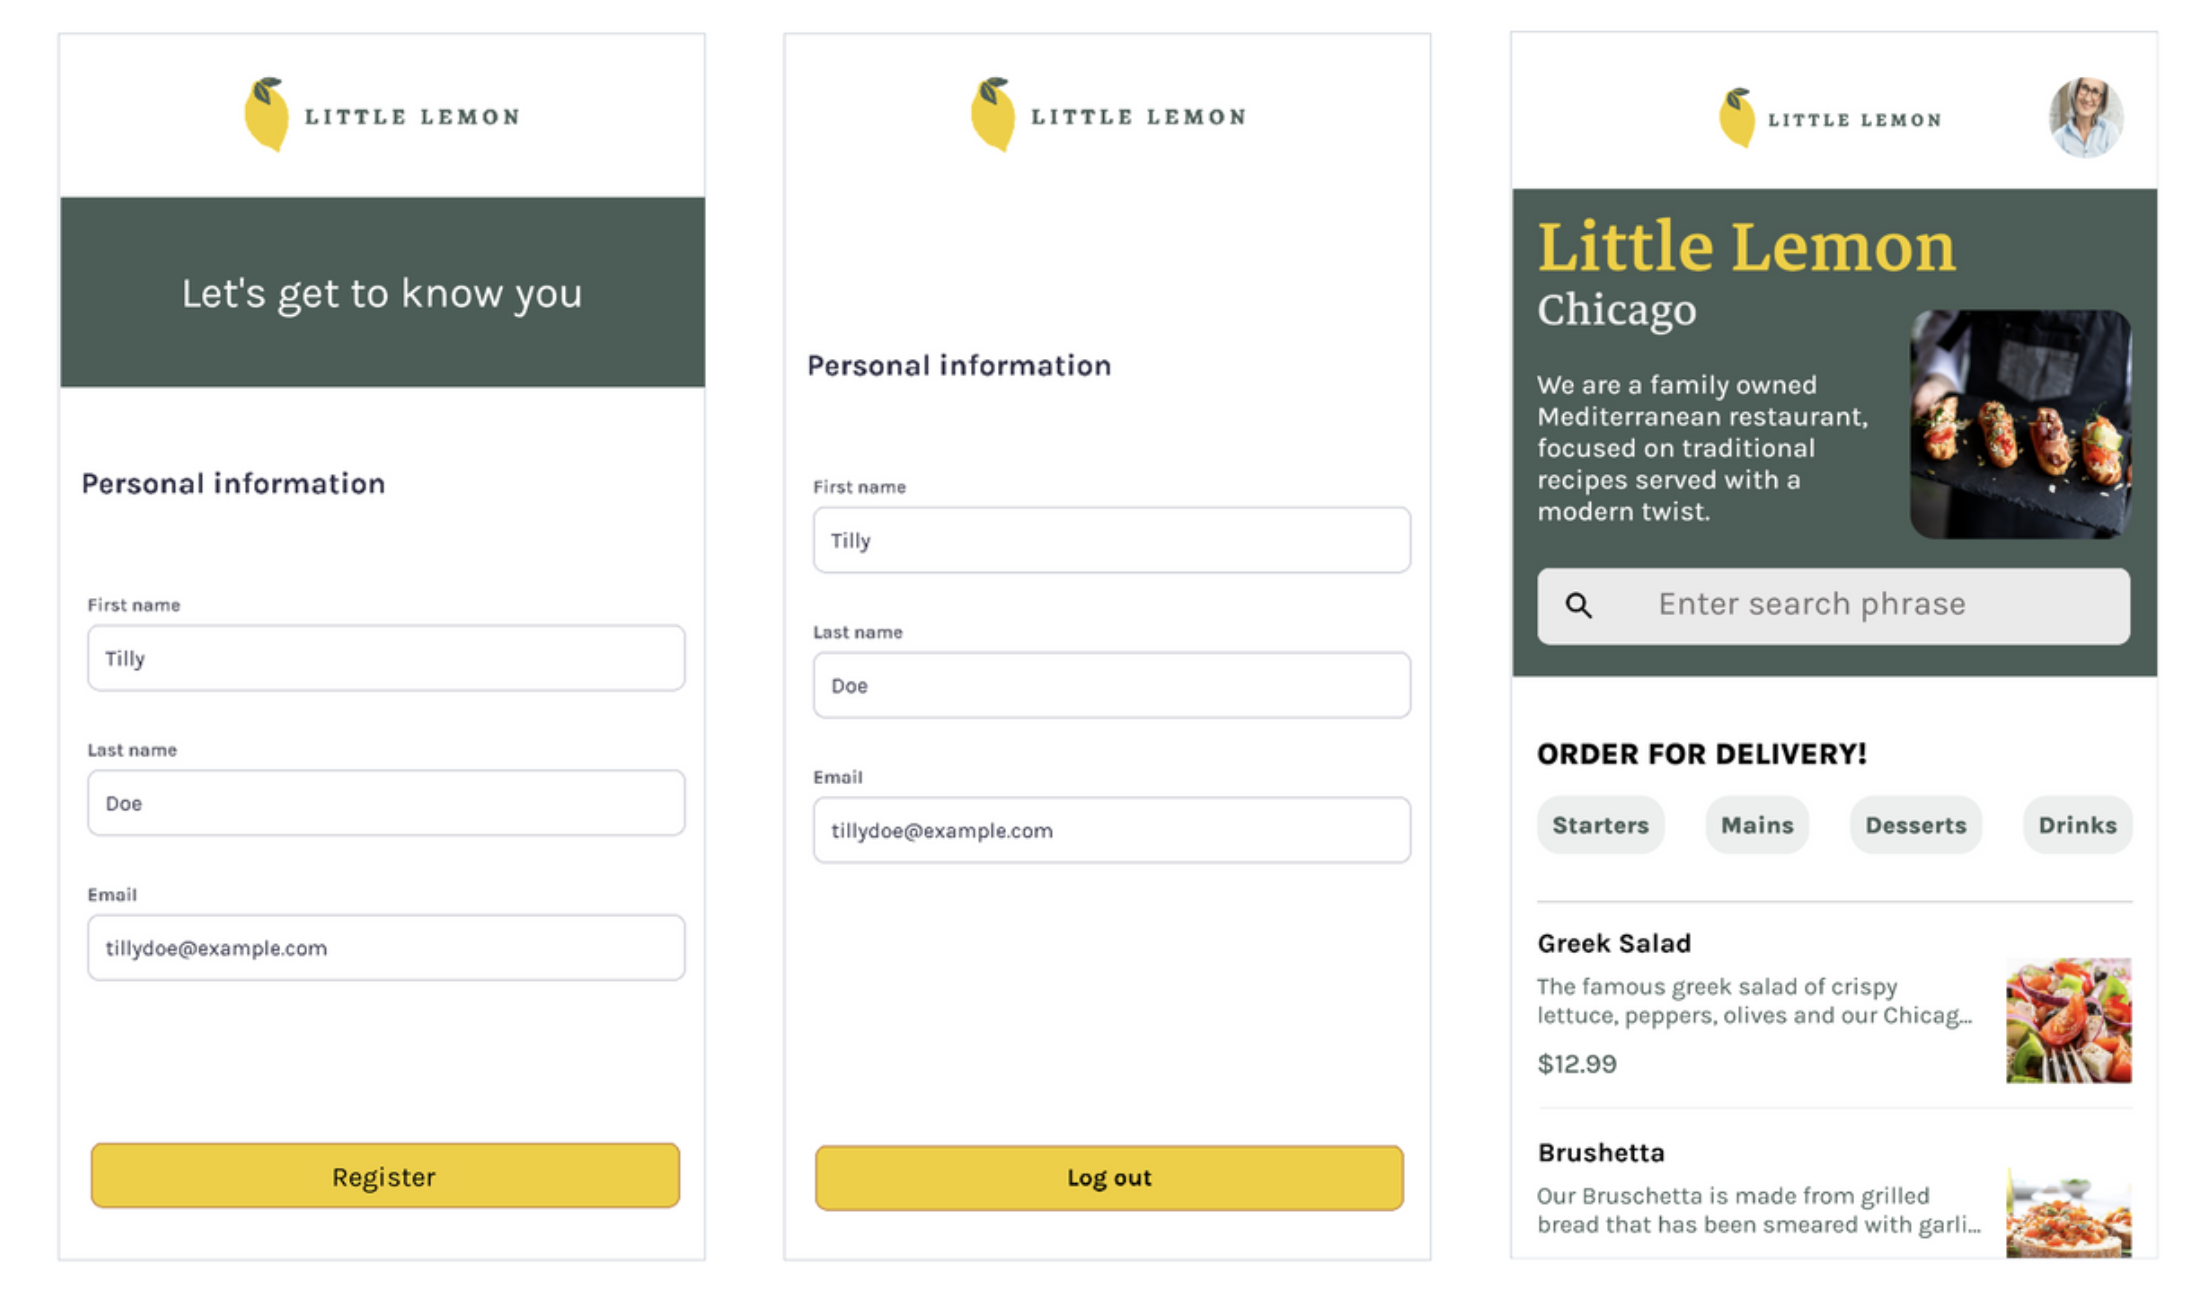 LITTLE LEMON
Let's get to know you
Personal information
First name
Tilly
Last name
Doe
Email
tillydoe@example.com
Register
LITTLE LEMON
Personal information
First name
Tilly
Last name
Doe
Email
tillydoe@example.com
Log out
LITTLE LEMON
Little Lemon
Chicago
We are a family owned
Mediterranean restaurant,
focused on traditional
recipes served with a
modern twist.
Enter search phrase
ORDER FOR DELIVERY!
Starters Mains Desserts Drinks
Greek Salad
The famous greek salad of crispy
lettuce, peppers, olives and our Chicag...
$12.99
Brushetta
Our Bruschetta is made from grilled
bread that has been smeared with garli...